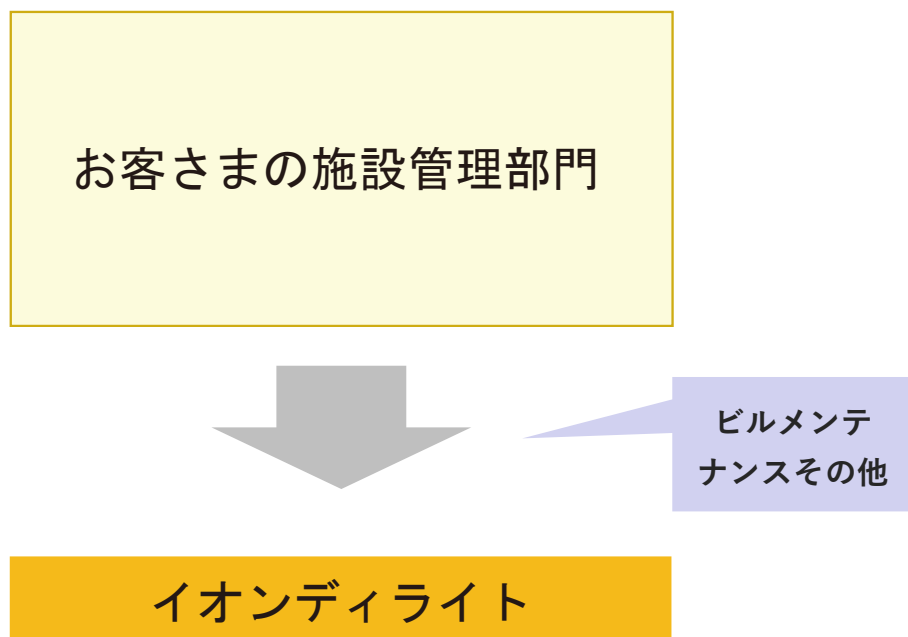 お客さまの施設管理部門
ビルメンテ
ナンスその他
イオンディライト